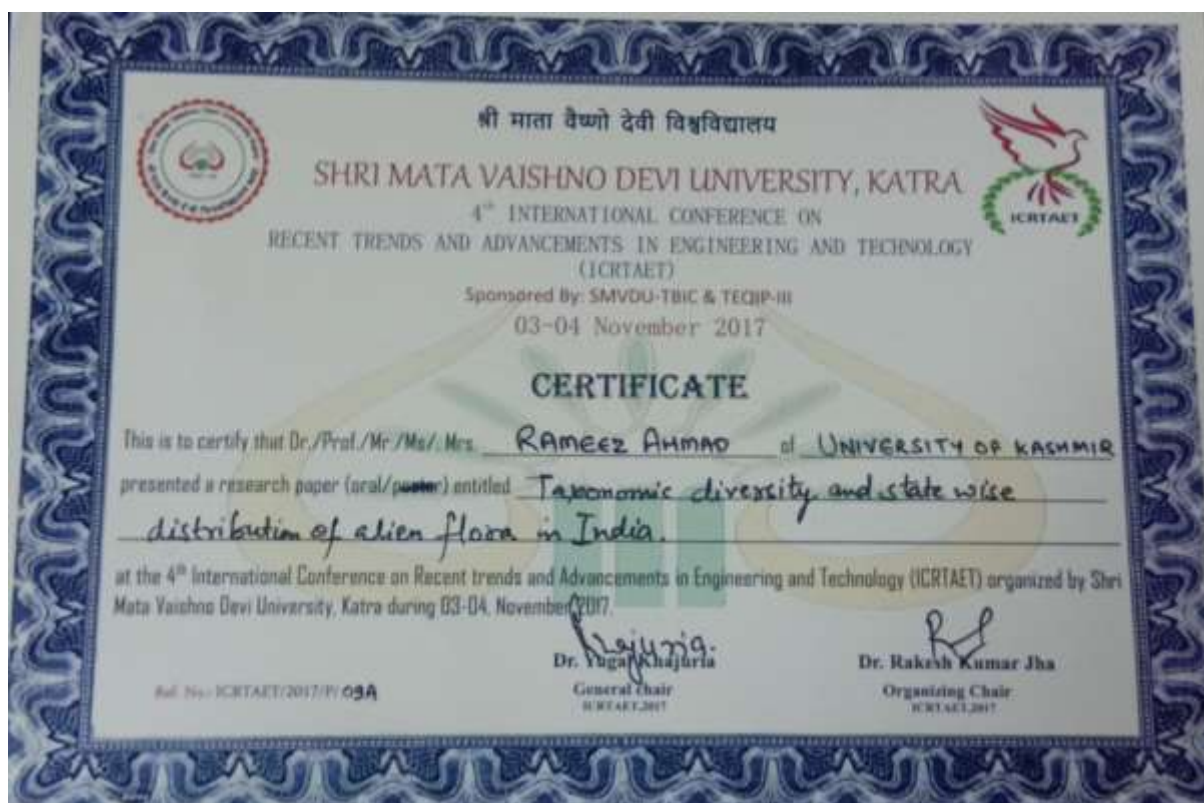 श्री माता वैष्णो देवी विश्वविद्यालय
SHRI MATA VAISHNO DEVI UNIVERSITY, KATRA
4th INTERNATIONAL CONFERENCE ON
RECENT TRENDS AND ADVANCEMENTS IN ENGINEERING AND TECHNOLOGY
(ICRTAET)
Sponsored By: SMVDU-TBIC & TEQIP-III
03-04 November 2017
ICRTAET
CERTIFICATE
This is to certify that Dr./Prof./Mr./Ms/. Mrs. RAMEEZ AHMAD of UNIVERSITY OF KASHMIR
presented a research paper (oral/poster) entitled Taxonomic diversity and state wise
distribution of alien flora in India.
at the 4th International Conference on Recent trends and Advancements in Engineering and Technology (ICRTAET) organized by Shri
Mata Vaishno Devi University, Katra during 03-04, November 2017.
Khajuria
Dr. Yugal Khajuria
General chair
ICRTAET,2017
Dr. Rakesh Kumar Jha
Organizing Chair
ICRTAET,2017
Ref. No.: ICRTAET/2017/P/ 09A